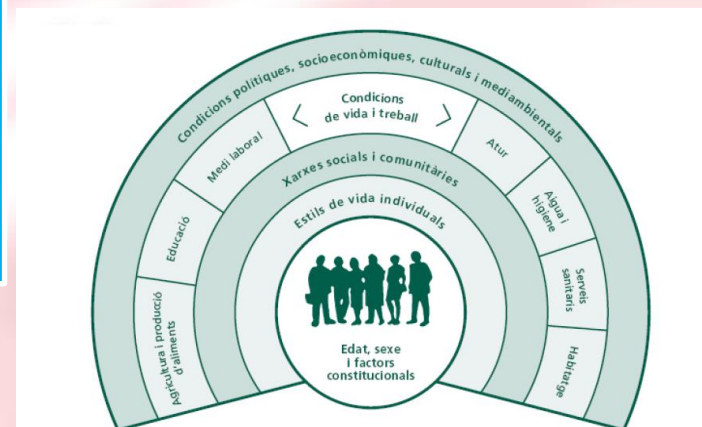 Condicions polítiques, socioeconòmiques, culturals i mediambientals
Condicions
de vida i treball
Medi laboral
Educació
Agricultura i producció
d'aliments
Atur
Aigua i
higiene
Serveis
sanitaris
Habitatge
Xarxes socials i comunitàries
Estils de vida individuals
Edat, sexe
i factors
constitucionals